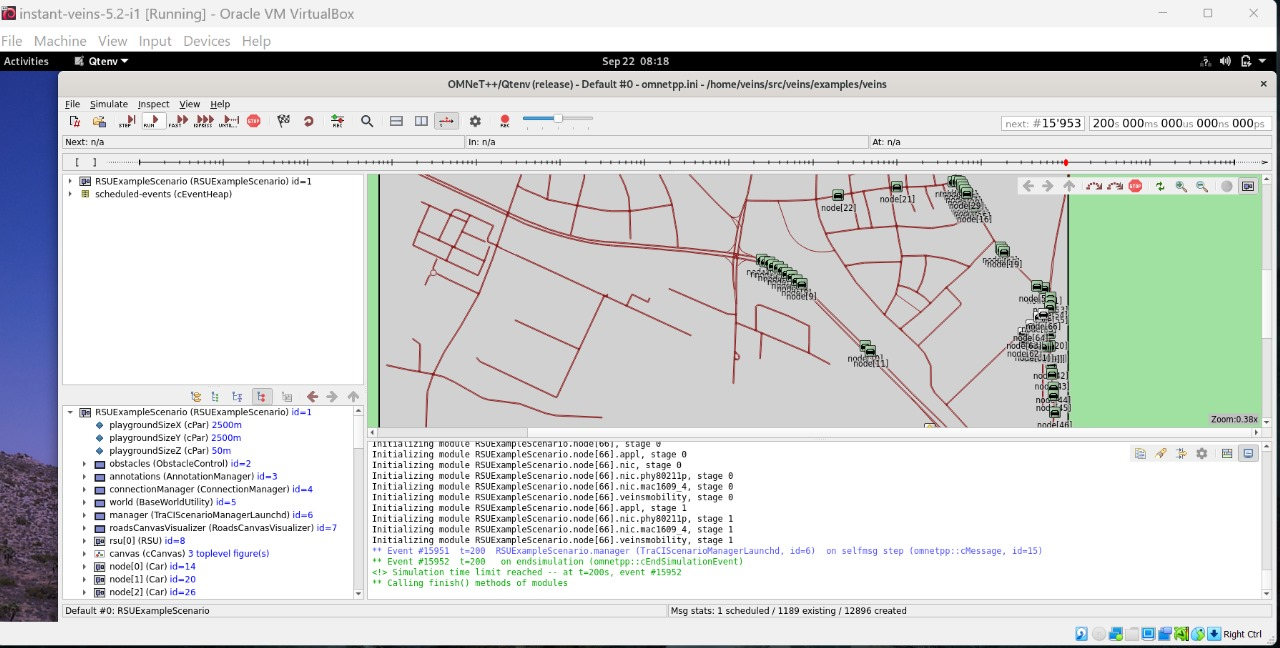 instant-veins-5.2-i1 [Running] - Oracle VM VirtualBox
File Machine View Input Devices Help
Activities Qtenv Sep 22 08:18
OMNeT++/Qtenv (release) - Default #0 - omnetpp.ini - /home/veins/src/veins/examples/veins
File Simulate Inspect View Help
STEP RUN FAST EXPRESS UNTIL... STOP REC
next: #15'953 200s 000ms 000us 000ns 000ps
Next: n/a In: n/a At: n/a
RSUExampleScenario (RSUExampleScenario) id=1
scheduled-events (cEventHeap)
node[22]
node[21]
node[29]
node[16]
node[19]
node[9]
node[11]
node[66]
node[46]
Zoom:0.38x
RSUExampleScenario (RSUExampleScenario) id=1
playgroundSizeX (cPar) 2500m
playgroundSizeY (cPar) 2500m
playgroundSizeZ (cPar) 50m
obstacles (ObstacleControl) id=2
annotations (AnnotationManager) id=3
connectionManager (ConnectionManager) id=4
world (BaseWorldUtility) id=5
manager (TraCIScenarioManagerLaunchd) id=6
roadsCanvasVisualizer (RoadsCanvasVisualizer) id=7
rsu[0] (RSU) id=8
canvas (cCanvas) 3 toplevel figure(s)
node[0] (Car) id=14
node[1] (Car) id=20
node[2] (Car) id=26
Initializing module RSUExampleScenario.node[66], stage 0
Initializing module RSUExampleScenario.node[66].appl, stage 0
Initializing module RSUExampleScenario.node[66].nic, stage 0
Initializing module RSUExampleScenario.node[66].nic.phy80211p, stage 0
Initializing module RSUExampleScenario.node[66].nic.mac1609_4, stage 0
Initializing module RSUExampleScenario.node[66].veinsmobility, stage 0
Initializing module RSUExampleScenario.node[66].appl, stage 1
Initializing module RSUExampleScenario.node[66].nic.phy80211p, stage 1
Initializing module RSUExampleScenario.node[66].nic.mac1609_4, stage 1
Initializing module RSUExampleScenario.node[66].veinsmobility, stage 1
** Event #15951 t=200 RSUExampleScenario.manager (TraCIScenarioManagerLaunchd, id=6) on selfmsg step (omnetpp::cMessage, id=15)
** Event #15952 t=200 on endsimulation (omnetpp::cEndSimulationEvent)
<!> Simulation time limit reached -- at t=200s, event #15952
** Calling finish() methods of modules
Default #0: RSUExampleScenario
Msg stats: 1 scheduled / 1189 existing / 12896 created
Right Ctrl